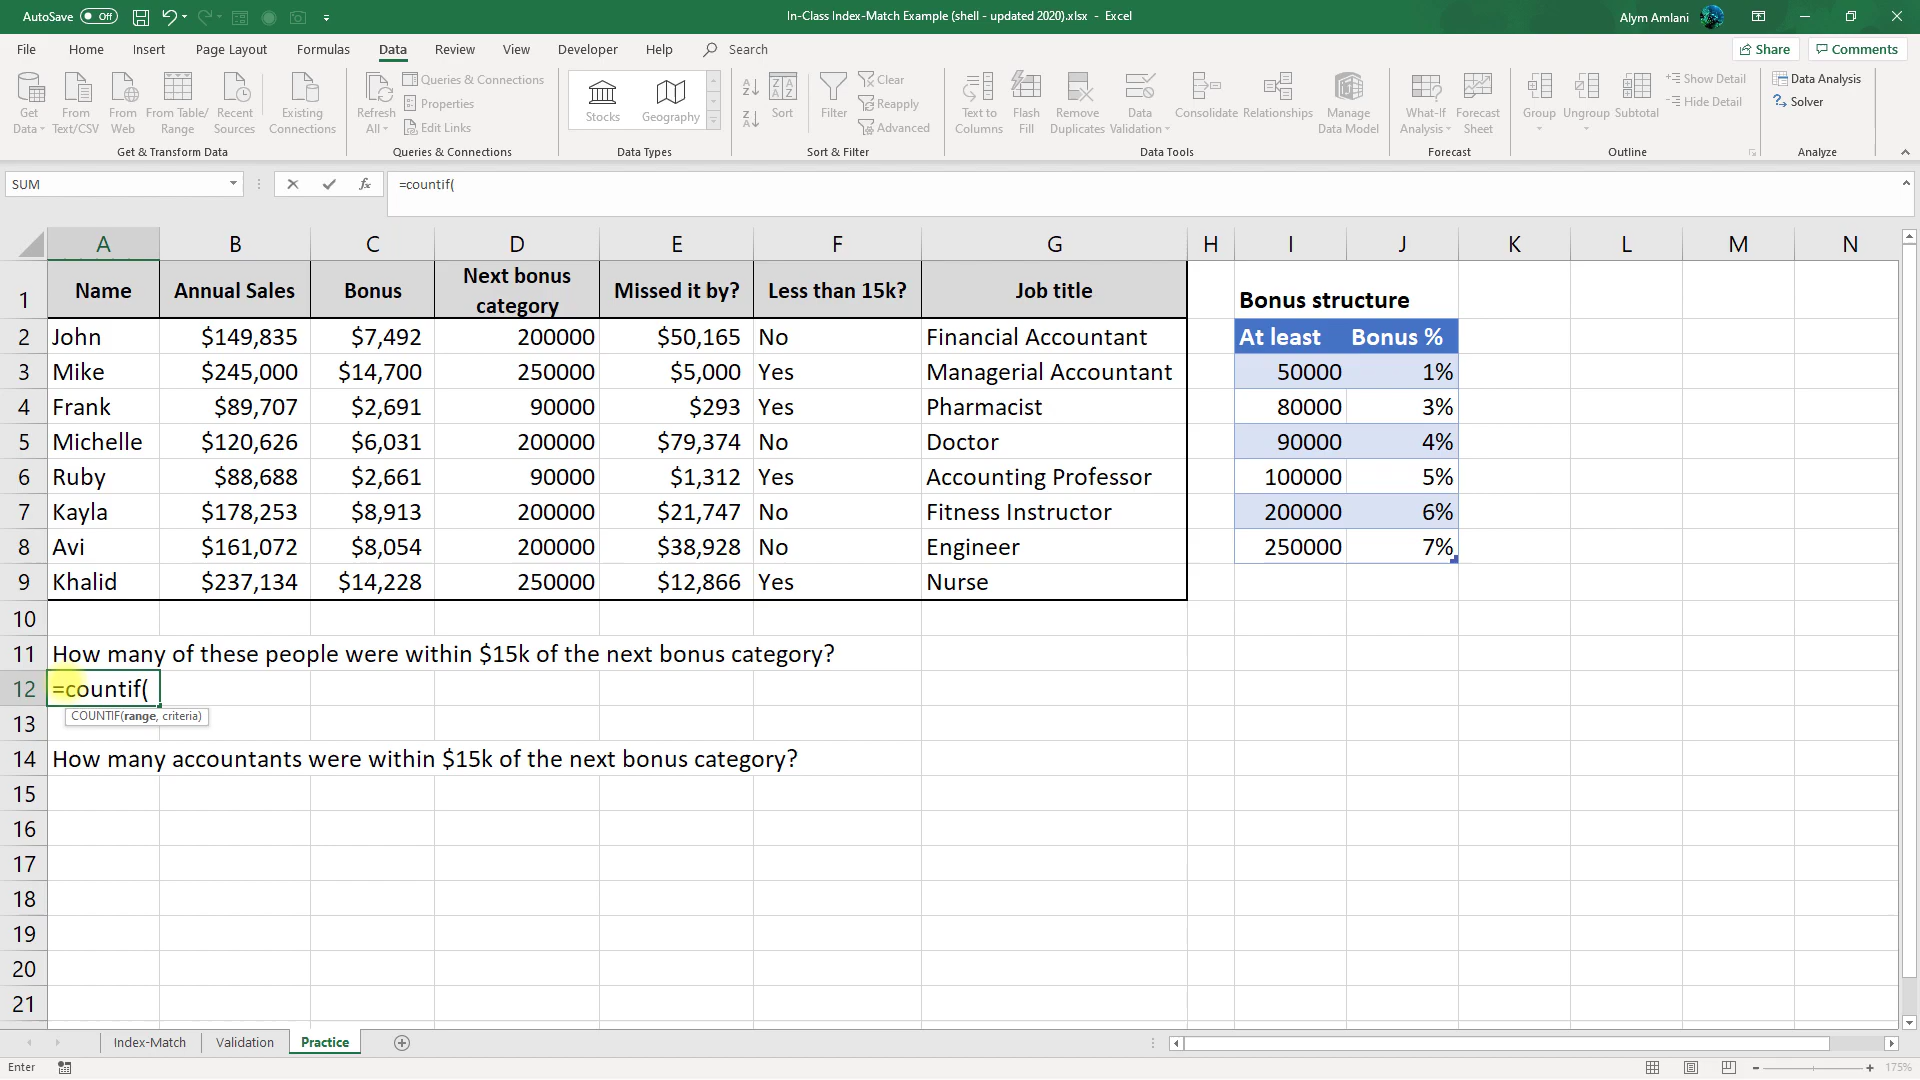 AutoSave Off
In-Class Index-Match Example (shell - updated 2020).xlsx - Excel
Alym Amlani
File Home Insert Page Layout Formulas Data Review View Developer Help Search
Share Comments
Get Data
From Text/CSV
From Web
From Table/ Range
Recent Sources
Existing Connections
Get & Transform Data
Refresh All
Queries & Connections
Properties
Edit Links
Queries & Connections
Stocks
Geography
Data Types
Sort
Filter
Clear
Reapply
Advanced
Sort & Filter
Text to Columns
Flash Fill
Remove Duplicates
Data Validation
Consolidate
Relationships
Manage Data Model
Data Tools
What-If Analysis
Forecast Sheet
Forecast
Group
Ungroup
Subtotal
Show Detail
Hide Detail
Outline
Data Analysis
Solver
Analyze
SUM
fx
=countif(
A B C D E F G H I J K L M N
1 Name Annual Sales Bonus Next bonus category Missed it by? Less than 15k? Job title Bonus structure
2 John $149,835 $7,492 200000 $50,165 No Financial Accountant At least Bonus %
3 Mike $245,000 $14,700 250000 $5,000 Yes Managerial Accountant 50000 1%
4 Frank $89,707 $2,691 90000 $293 Yes Pharmacist 80000 3%
5 Michelle $120,626 $6,031 200000 $79,374 No Doctor 90000 4%
6 Ruby $88,688 $2,661 90000 $1,312 Yes Accounting Professor 100000 5%
7 Kayla $178,253 $8,913 200000 $21,747 No Fitness Instructor 200000 6%
8 Avi $161,072 $8,054 200000 $38,928 No Engineer 250000 7%
9 Khalid $237,134 $14,228 250000 $12,866 Yes Nurse
10
11 How many of these people were within $15k of the next bonus category?
12 =countif(
COUNTIF(range, criteria)
13
14 How many accountants were within $15k of the next bonus category?
15
16
17
18
19
20
21
Index-Match Validation Practice
Enter
175%